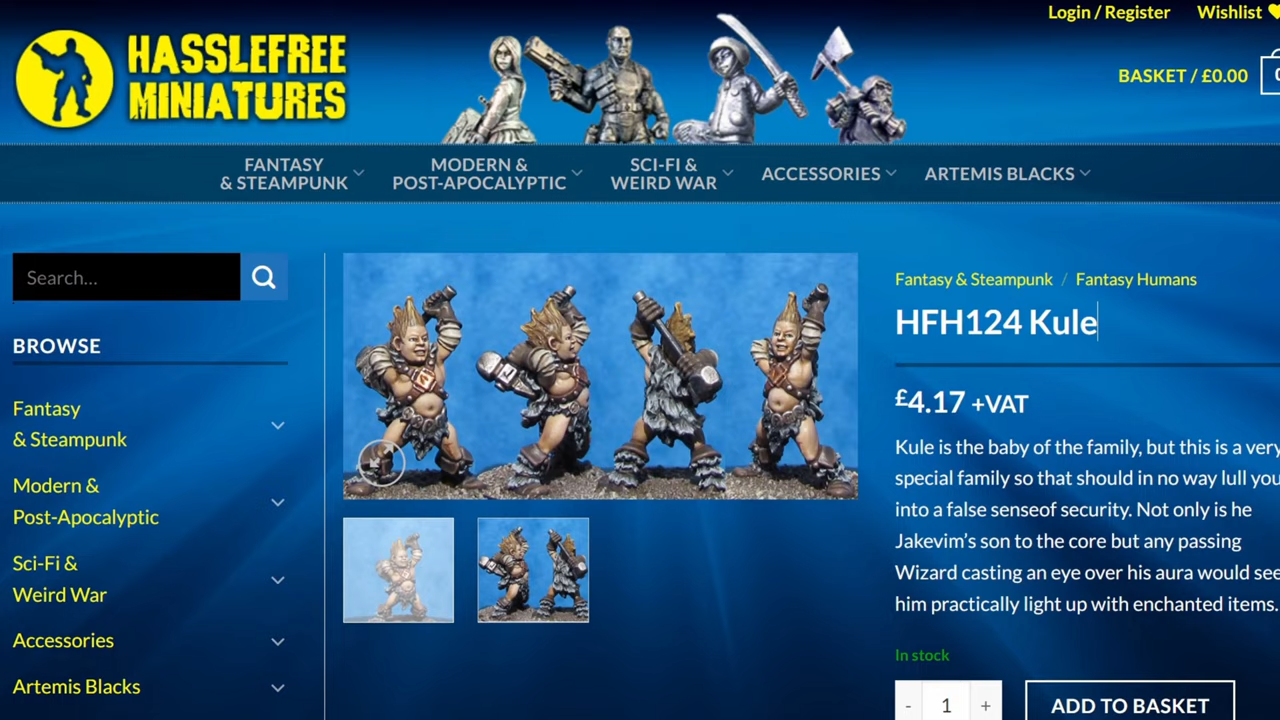 Login / Register Wishlist
HASSLEFREE
MINIATURES
BASKET / £0.00
FANTASY
& STEAMPUNK
MODERN &
POST-APOCALYPTIC
SCI-FI &
WEIRD WAR
ACCESSORIES
ARTEMIS BLACKS
Search...
BROWSE
Fantasy
& Steampunk
Modern &
Post-Apocalyptic
Sci-Fi &
Weird War
Accessories
Artemis Blacks
Fantasy & Steampunk / Fantasy Humans
HFH124 Kule
£4.17 +VAT
Kule is the baby of the family, but this is a very
special family so that should in no way lull you
into a false senseof security. Not only is he
Jakevim's son to the core but any passing
Wizard casting an eye over his aura would see
him practically light up with enchanted items.
In stock
- 1 +
ADD TO BASKET